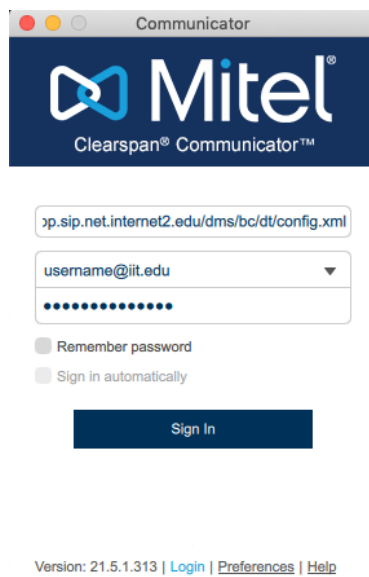 Communicator
Mitel®
Clearspan® Communicator™
op.sip.net.internet2.edu/dms/bc/dt/config.xml
username@iit.edu
Remember password
Sign in automatically
Sign In
Version: 21.5.1.313 | Login | Preferences | Help